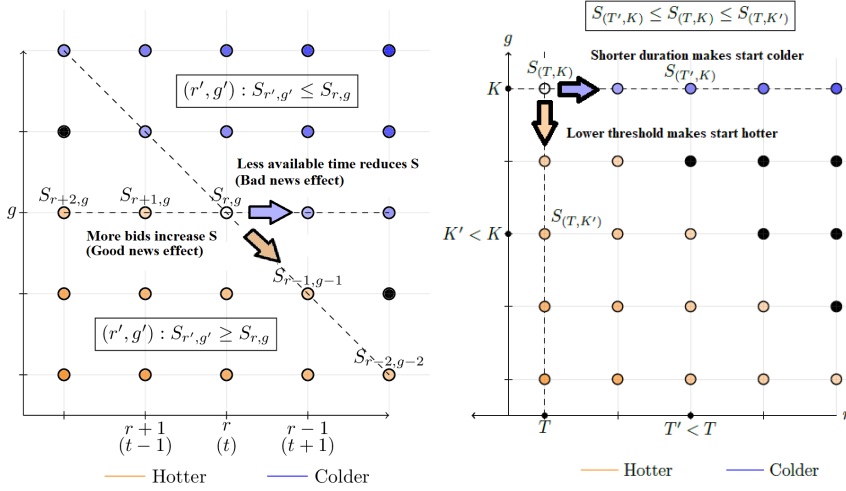 (r′, g′) : S_{r′,g′} ≤ S_{r,g}
Less available time reduces S
(Bad news effect)
S_{r+2,g}
S_{r+1,g}
S_{r,g}
g
More bids increase S
(Good news effect)
S_{r−1,g−1}
(r′, g′) : S_{r′,g′} ≥ S_{r,g}
S_{r−2,g−2}
r + 1
(t − 1)
r
(t)
r − 1
(t + 1)
Hotter
Colder
S_{(T′,K)} ≤ S_{(T,K)} ≤ S_{(T,K′)}
g
Shorter duration makes start colder
S_{(T,K)}
S_{(T′,K)}
K
Lower threshold makes start hotter
S_{(T,K′)}
K′ < K
T
T′ < T
r
Hotter
Colder